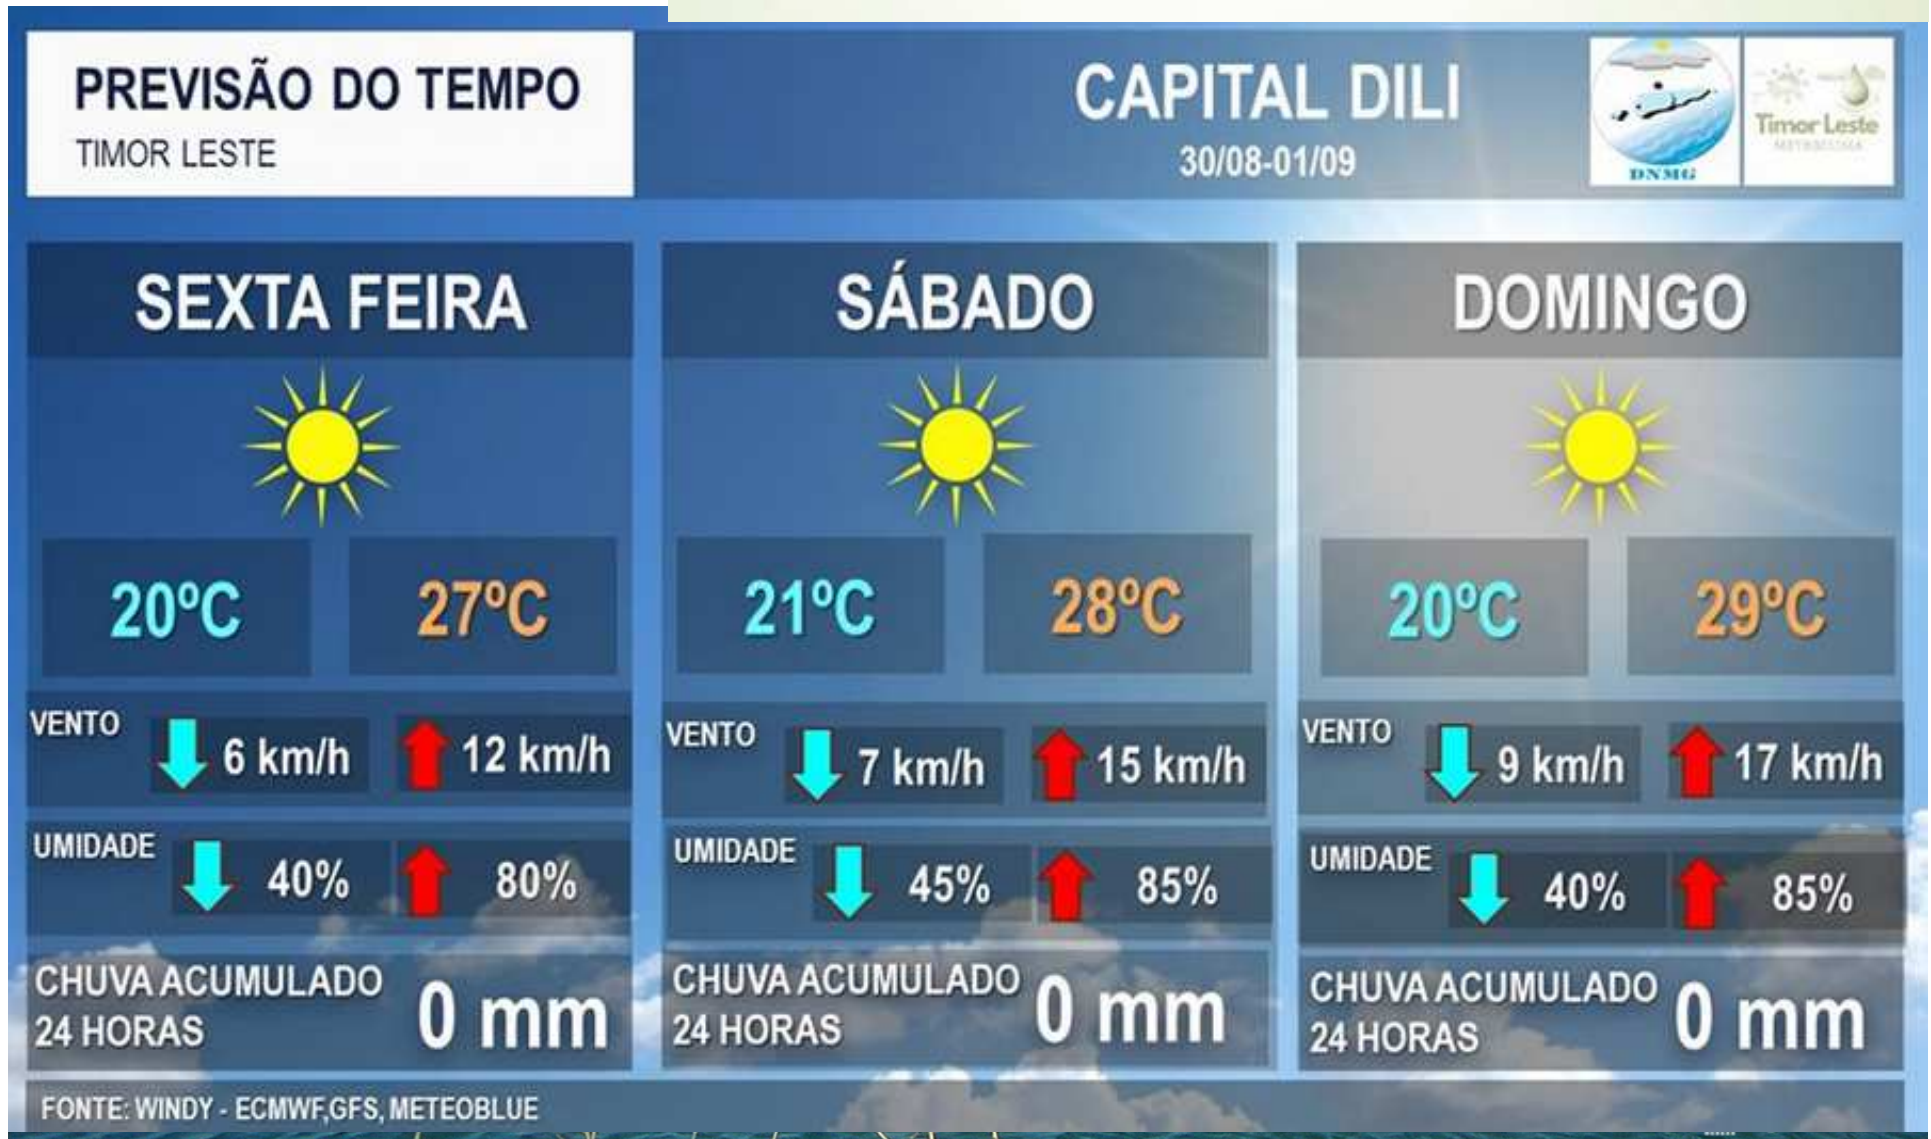 PREVISÃO DO TEMPO
TIMOR LESTE
CAPITAL DILI
30/08-01/09
DNMG
Timor Leste
SEXTA FEIRA
20ºC 27ºC
VENTO 6 km/h 12 km/h
UMIDADE 40% 80%
CHUVA ACUMULADO
24 HORAS 0 mm
SÁBADO
21ºC 28ºC
VENTO 7 km/h 15 km/h
UMIDADE 45% 85%
CHUVA ACUMULADO
24 HORAS 0 mm
DOMINGO
20ºC 29ºC
VENTO 9 km/h 17 km/h
UMIDADE 40% 85%
CHUVA ACUMULADO
24 HORAS 0 mm
FONTE: WINDY - ECMWF,GFS, METEOBLUE